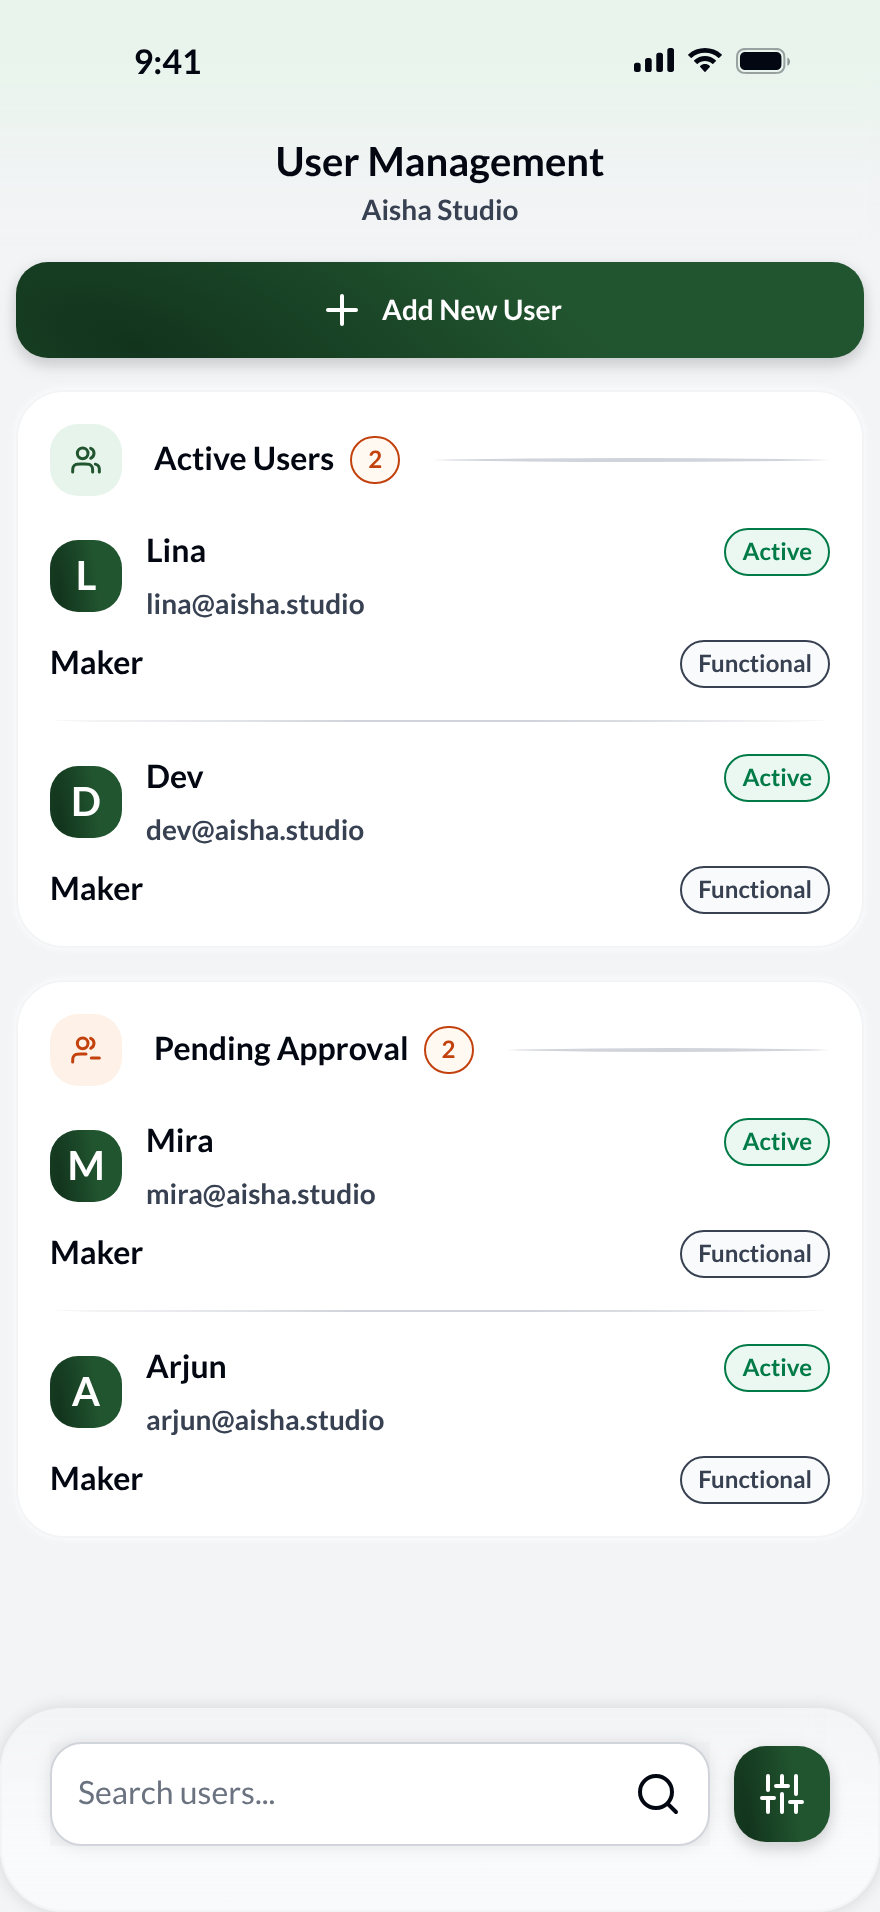 9:41
User Management
Aisha Studio
Add New User
Active Users 2
L
Lina
Active
lina@aisha.studio
Maker
Functional
D
Dev
Active
dev@aisha.studio
Maker
Functional
Pending Approval 2
M
Mira
Active
mira@aisha.studio
Maker
Functional
A
Arjun
Active
arjun@aisha.studio
Maker
Functional
Search users...